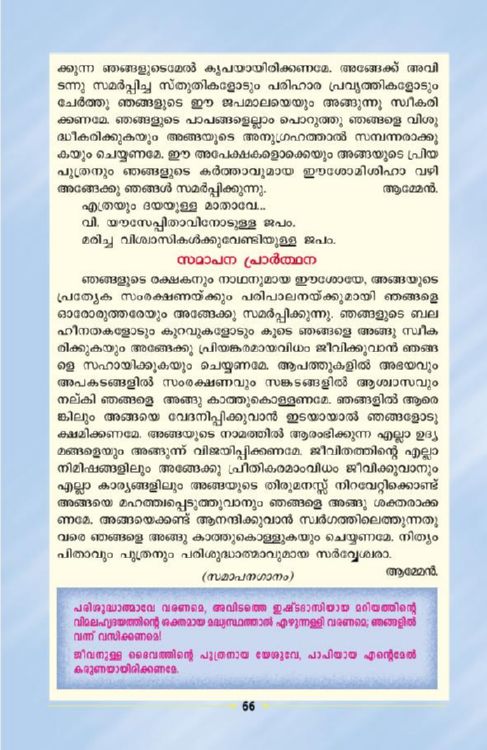 ക്കുന്ന ഞങ്ങളുടെമേൽ കൃപയായിരിക്കണമേ. അങ്ങേക്ക് അവി
ടന്നു സമർപ്പിച്ച സ്തുതികളോടും പരിഹാര പ്രവൃത്തികളോടും
ചേർത്തു ഞങ്ങളുടെ ഈ ജപമാലയെയും അങ്ങുന്നു സ്വീകരി
ക്കണമേ. ഞങ്ങളുടെ പാപങ്ങളെല്ലാം പൊറുത്തു ഞങ്ങളെ വിശു
ദ്ധീകരിക്കുകയും അങ്ങയുടെ അനുഗ്രഹത്താൽ സമ്പന്നരാക്കു
കയും ചെയ്യണമേ. ഈ അപേക്ഷകളൊക്കെയും അങ്ങയുടെ പ്രിയ
പുത്രനും ഞങ്ങളുടെ കർത്താവുമായ ഈശോമിശിഹാ വഴി
അങ്ങേക്കു ഞങ്ങൾ സമർപ്പിക്കുന്നു. ആമ്മേൻ.
എത്രയും ദയയുള്ള മാതാവേ...
വി. യൗസേപ്പിതാവിനോടുള്ള ജപം.
മരിച്ച വിശ്വാസികൾക്കുവേണ്ടിയുള്ള ജപം.
സമാപന പ്രാർത്ഥന
ഞങ്ങളുടെ രക്ഷകനും നാഥനുമായ ഈശോയേ, അങ്ങയുടെ
പ്രത്യേക സംരക്ഷണയ്ക്കും പരിപാലനയ്ക്കുമായി ഞങ്ങളെ
ഓരോരുത്തരേയും അങ്ങേക്കു സമർപ്പിക്കുന്നു. ഞങ്ങളുടെ ബല
ഹീനതകളോടും കുറവുകളോടും കൂടെ ഞങ്ങളെ അങ്ങു സ്വീക
രിക്കുകയും അങ്ങേക്കു പ്രിയങ്കരമായവിധം ജീവിക്കുവാൻ ഞങ്ങ
ളെ സഹായിക്കുകയും ചെയ്യണമേ. ആപത്തുകളിൽ അഭയവും
അപകടങ്ങളിൽ സംരക്ഷണവും സങ്കടങ്ങളിൽ ആശ്വാസവും
നല്കി ഞങ്ങളെ അങ്ങു കാത്തുകൊള്ളണമേ. ഞങ്ങളിൽ ആരെ
ങ്കിലും അങ്ങയെ വേദനിപ്പിക്കുവാൻ ഇടയായാൽ ഞങ്ങളോടു
ക്ഷമിക്കണമേ. അങ്ങയുടെ നാമത്തിൽ ആരംഭിക്കുന്ന എല്ലാ ഉദ്യ
മങ്ങളെയും അങ്ങുന്ന് വിജയിപ്പിക്കണമേ. ജീവിതത്തിന്റെ എല്ലാ
നിമിഷങ്ങളിലും അങ്ങേക്കു പ്രീതികരമാംവിധം ജീവിക്കുവാനും
എല്ലാ കാര്യങ്ങളിലും അങ്ങയുടെ തിരുമനസ്സ് നിറവേറ്റിക്കൊണ്ട്
അങ്ങയെ മഹത്ത്വപ്പെടുത്തുവാനും ഞങ്ങളെ അങ്ങു ശക്തരാക്ക
ണമേ. അങ്ങയെക്കണ്ട് ആനന്ദിക്കുവാൻ സ്വർഗത്തിലെത്തുന്നതു
വരെ ഞങ്ങളെ അങ്ങു കാത്തുകൊള്ളുകയും ചെയ്യണമേ. നിത്യം
പിതാവും പുത്രനും പരിശുദ്ധാത്മാവുമായ സർവ്വേശ്വരാ.
ആമ്മേൻ.
(സമാപനഗാനം)
പരിശുദ്ധാത്മാവേ വരണമെ, അവിടത്തെ ഇഷ്ടദാസിയായ മറിയത്തിന്റെ
വിമലഹൃദയത്തിന്റെ ശക്തമായ മദ്ധ്യസ്ഥത്താൽ എഴുന്നള്ളി വരണമെ; ഞങ്ങളിൽ
വന്ന് വസിക്കണമെ!
ജീവനുള്ള ദൈവത്തിന്റെ പുത്രനായ യേശുവേ, പാപിയായ എന്റെമേൽ
കരുണയായിരിക്കണമേ.
66